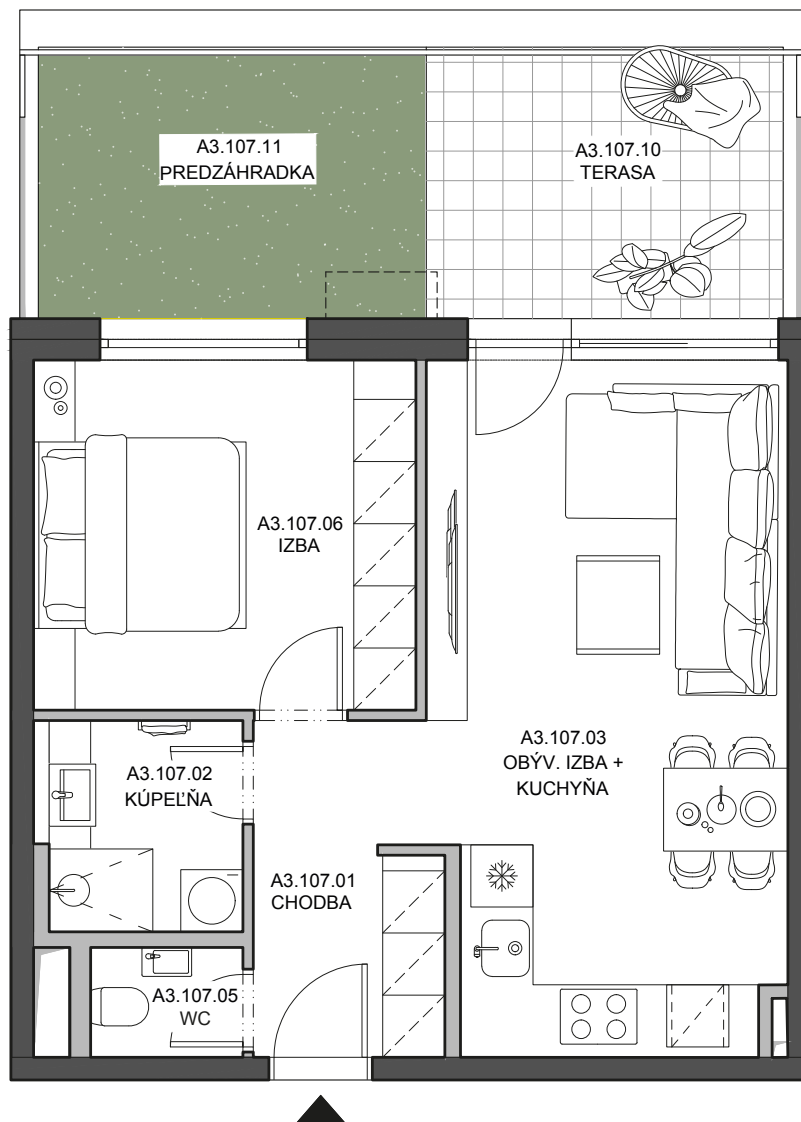 A3.107.11
PREDZÁHRADKA
A3.107.10
TERASA
A3.107.06
IZBA
A3.107.03
OBÝV. IZBA +
KUCHYŇA
A3.107.02
KÚPEĽŇA
A3.107.01
CHODBA
A3.107.05
WC